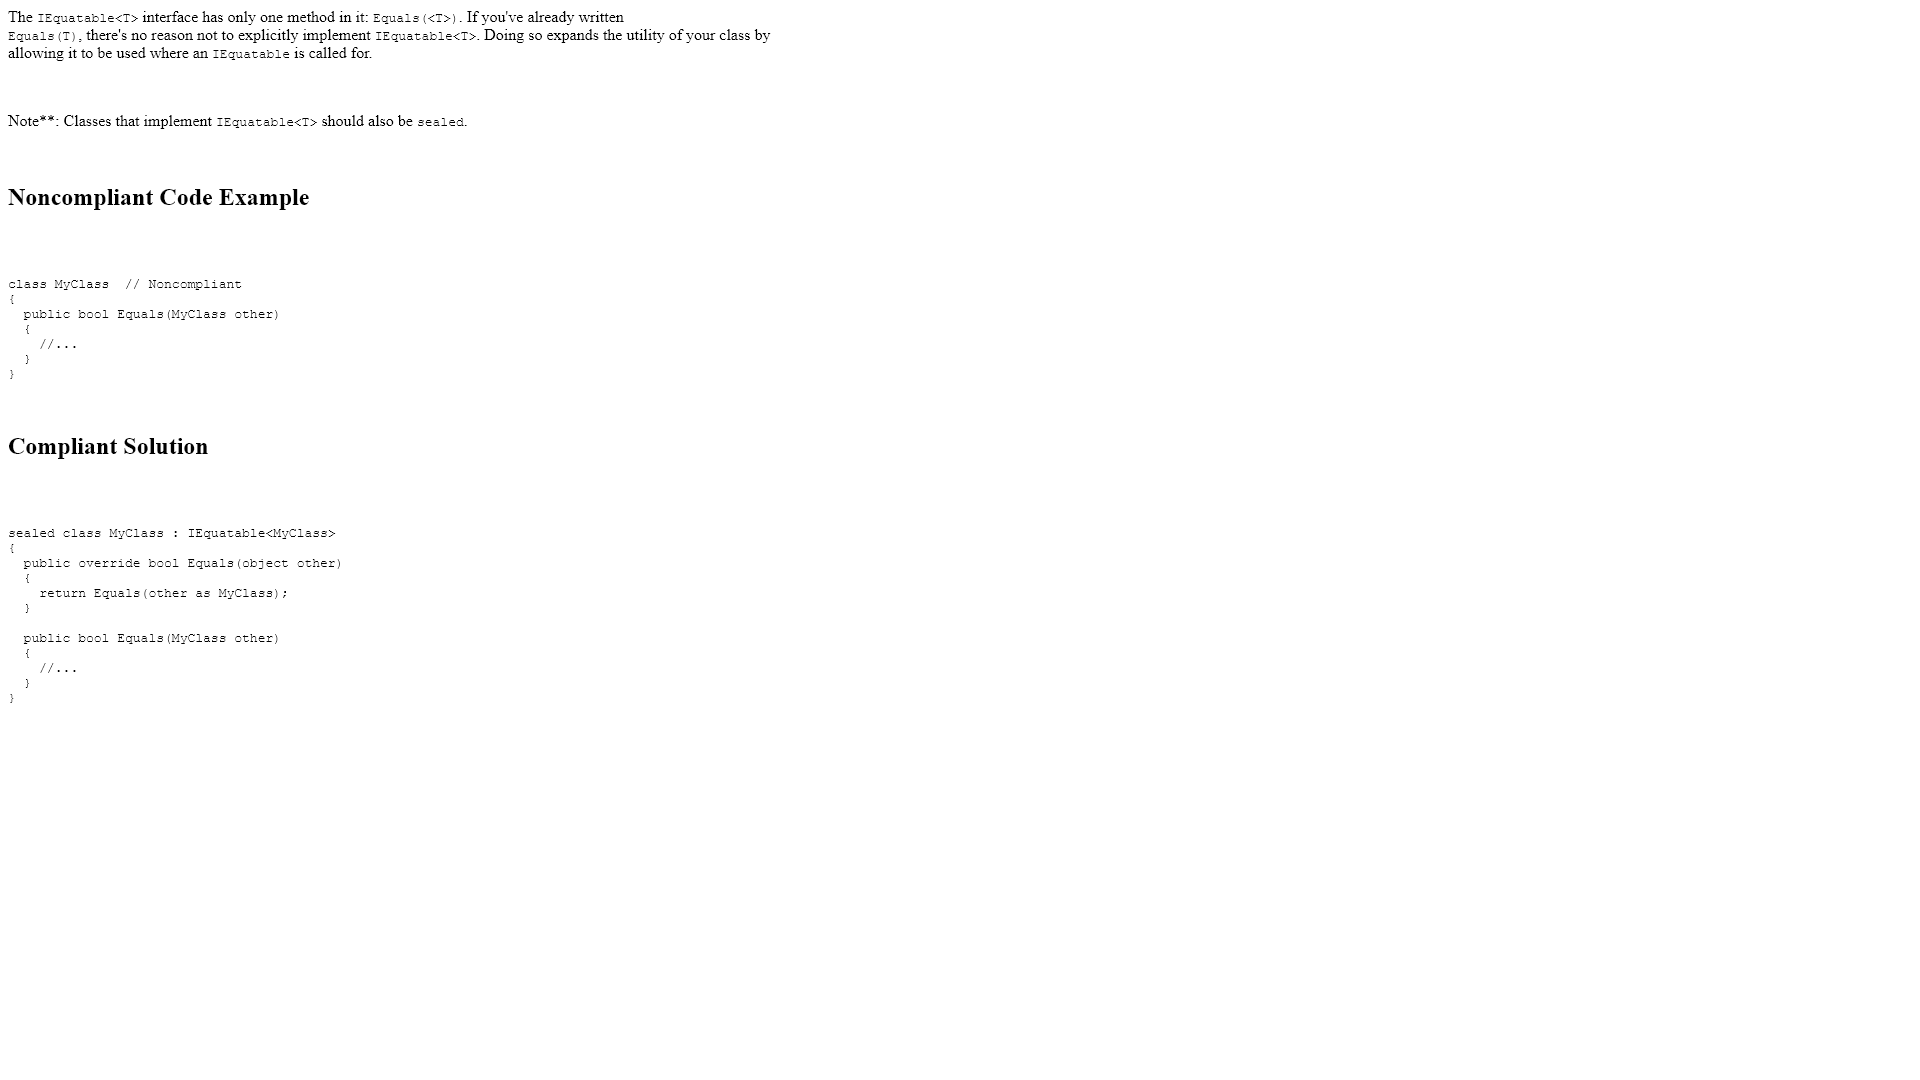 The IEquatable<T> interface has only one method in it: Equals(<T>). If you've already written
Equals(T), there's no reason not to explicitly implement IEquatable<T>. Doing so expands the utility of your class by
allowing it to be used where an IEquatable is called for.
Note**: Classes that implement IEquatable<T> should also be sealed.
Noncompliant Code Example
class MyClass  // Noncompliant
{
  public bool Equals(MyClass other)
  {
    //...
  }
}
Compliant Solution
sealed class MyClass : IEquatable<MyClass>
{
  public override bool Equals(object other)
  {
    return Equals(other as MyClass);
  }
  public bool Equals(MyClass other)
  {
    //...
  }
}